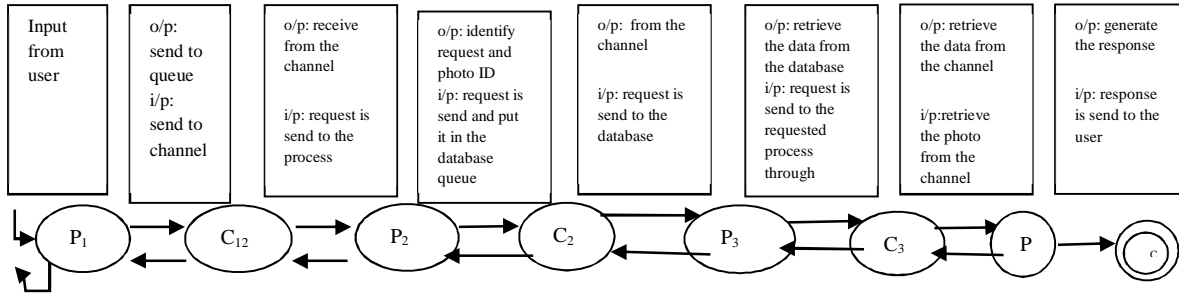 Input
from
user
o/p:
send to
queue
i/p:
send to
channel
o/p: receive
from the
channel
i/p: request is
send to the
process
o/p: identify
request and
photo ID
i/p: request is
send and put
it in the
database
queue
o/p: from the
channel
i/p: request is
send to the
database
o/p: retrieve
the data from
the database
i/p: request is
send to the
requested
process
through
o/p: retrieve
the data from
the channel
i/p:retrieve
the photo
from the
channel
o/p: generate
the response
i/p: response
is send to the
user
P₁
C₁₂
P₂
C₂
P₃
C₃
P